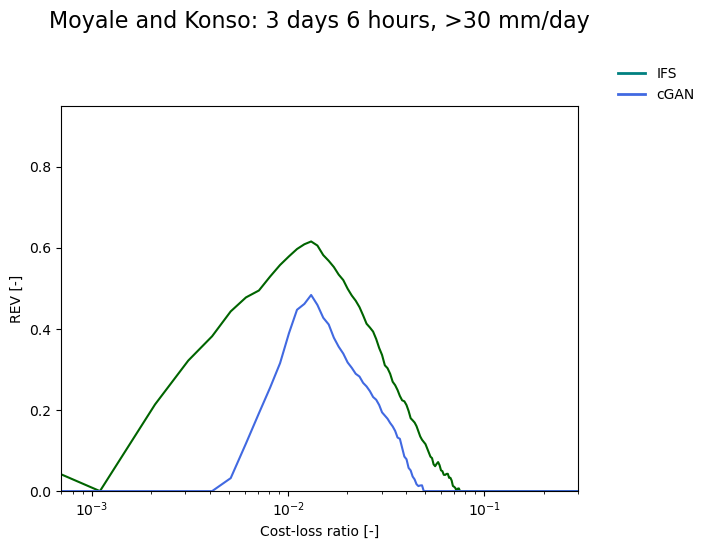 Moyale and Konso: 3 days 6 hours, >30 mm/day
IFS
cGAN
0.8
0.6
0.4
0.2
0.0
REV [-]
10⁻³
10⁻²
10⁻¹
Cost-loss ratio [-]